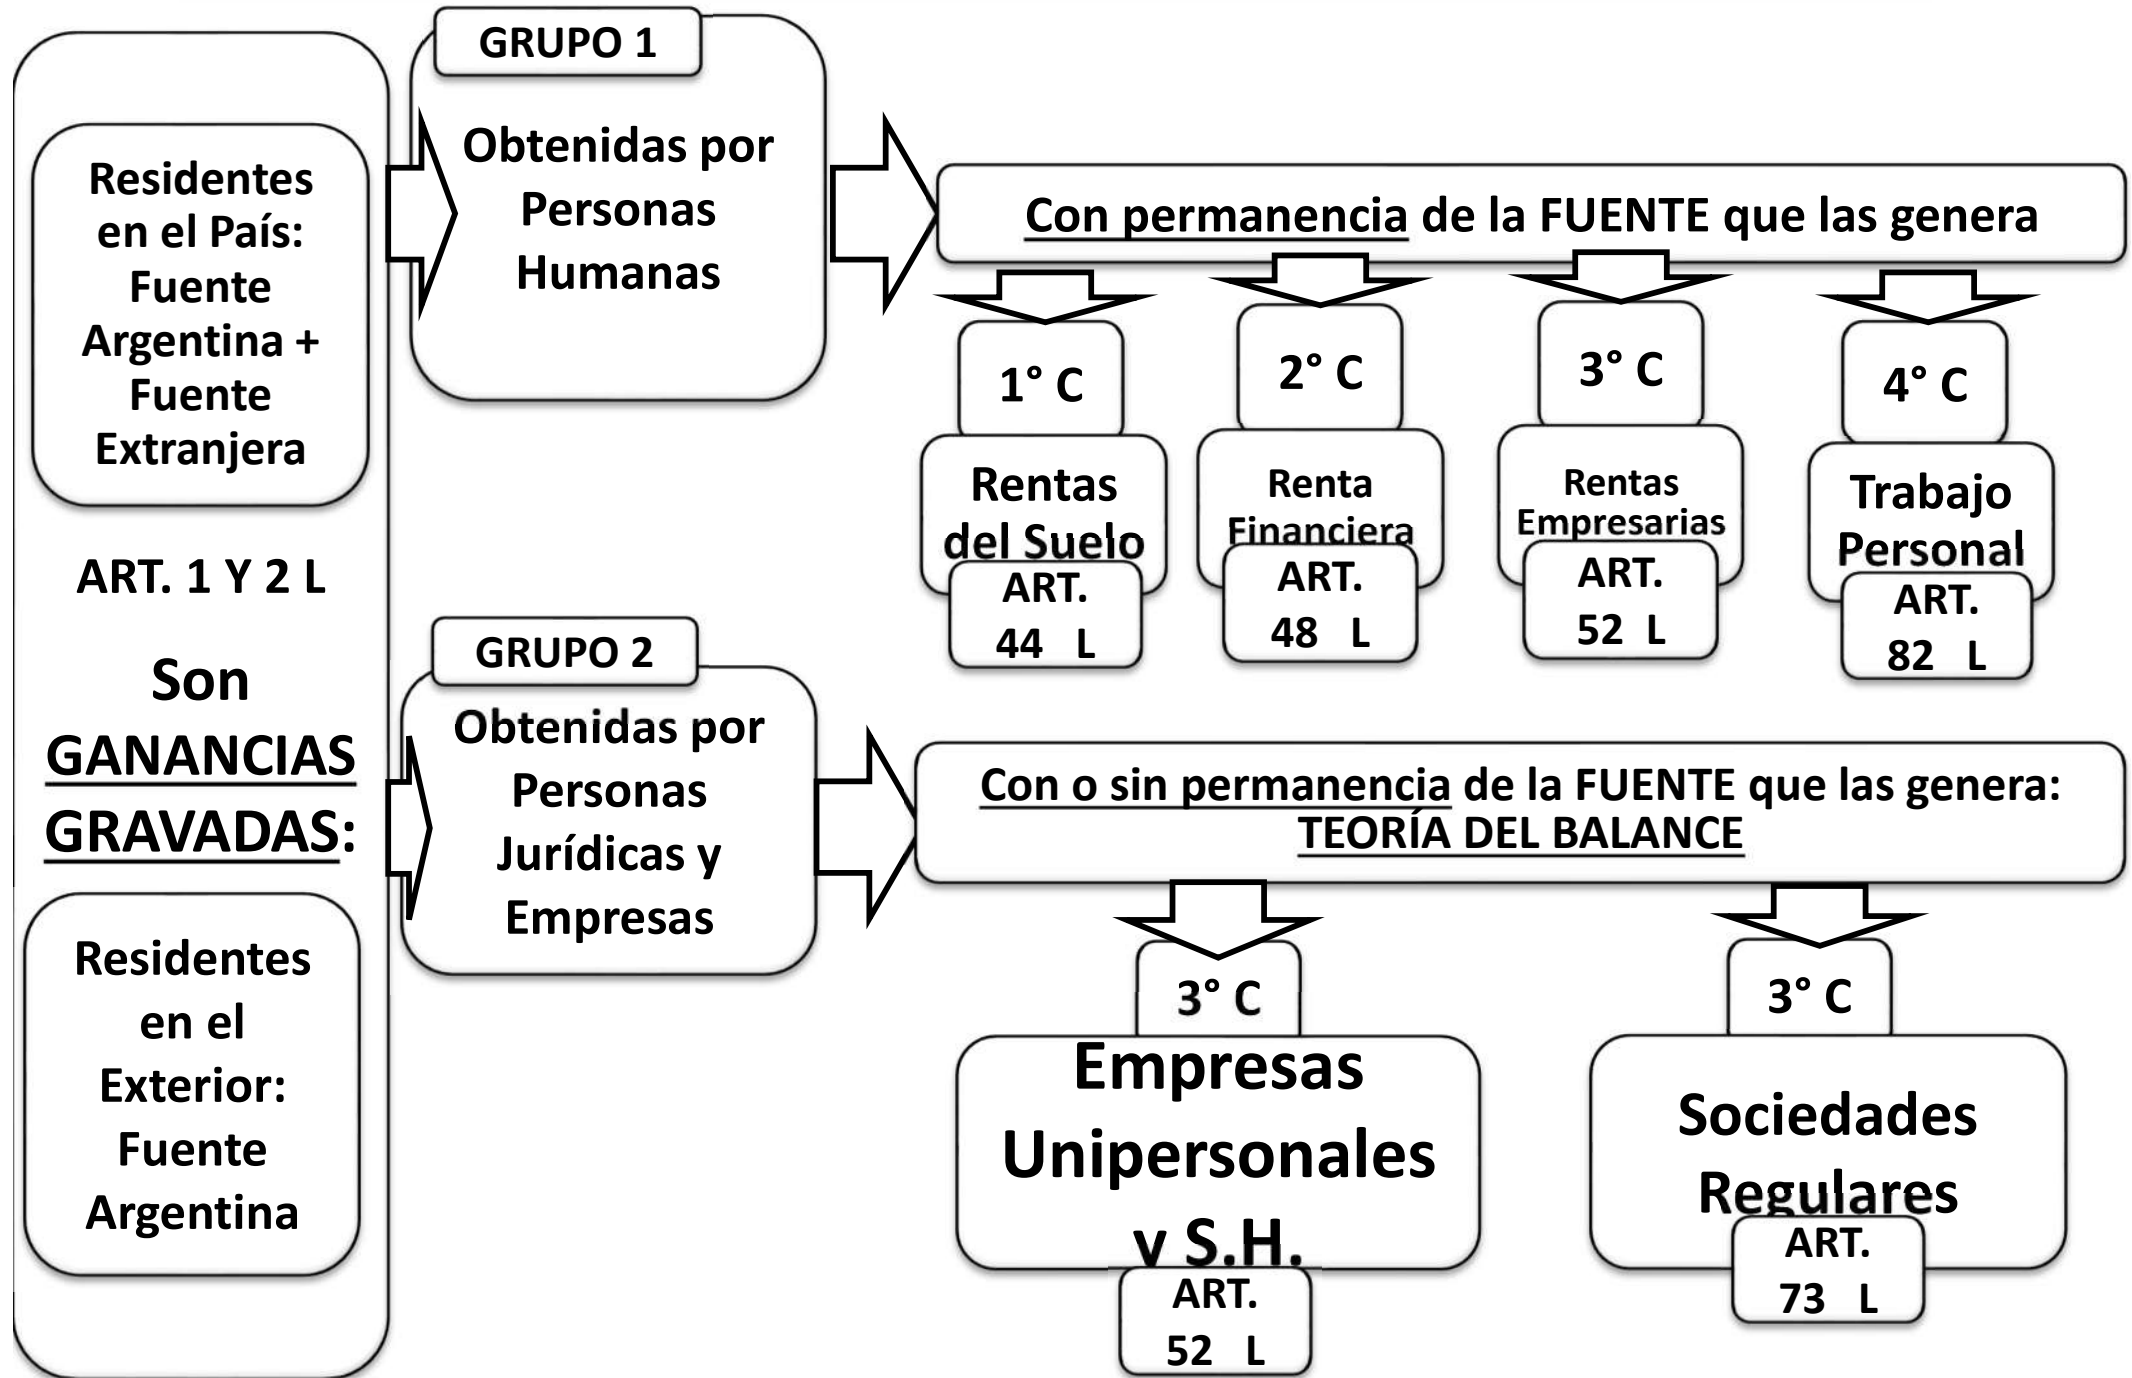 Residentes
en el País:
Fuente
Argentina +
Fuente
Extranjera
ART. 1 Y 2 L
Son
GANANCIAS
GRAVADAS:
Residentes
en el
Exterior:
Fuente
Argentina
GRUPO 1
Obtenidas por
Personas
Humanas
Con permanencia de la FUENTE que las genera
1° C
Rentas
del Suelo
ART.
44 L
2° C
Renta
Financiera
ART.
48 L
3° C
Rentas
Empresarias
ART.
52 L
4° C
Trabajo
Personal
ART.
82 L
GRUPO 2
Obtenidas por
Personas
Jurídicas y
Empresas
Con o sin permanencia de la FUENTE que las genera:
TEORÍA DEL BALANCE
3° C
Empresas
Unipersonales
y S.H.
ART.
52 L
3° C
Sociedades
Regulares
ART.
73 L